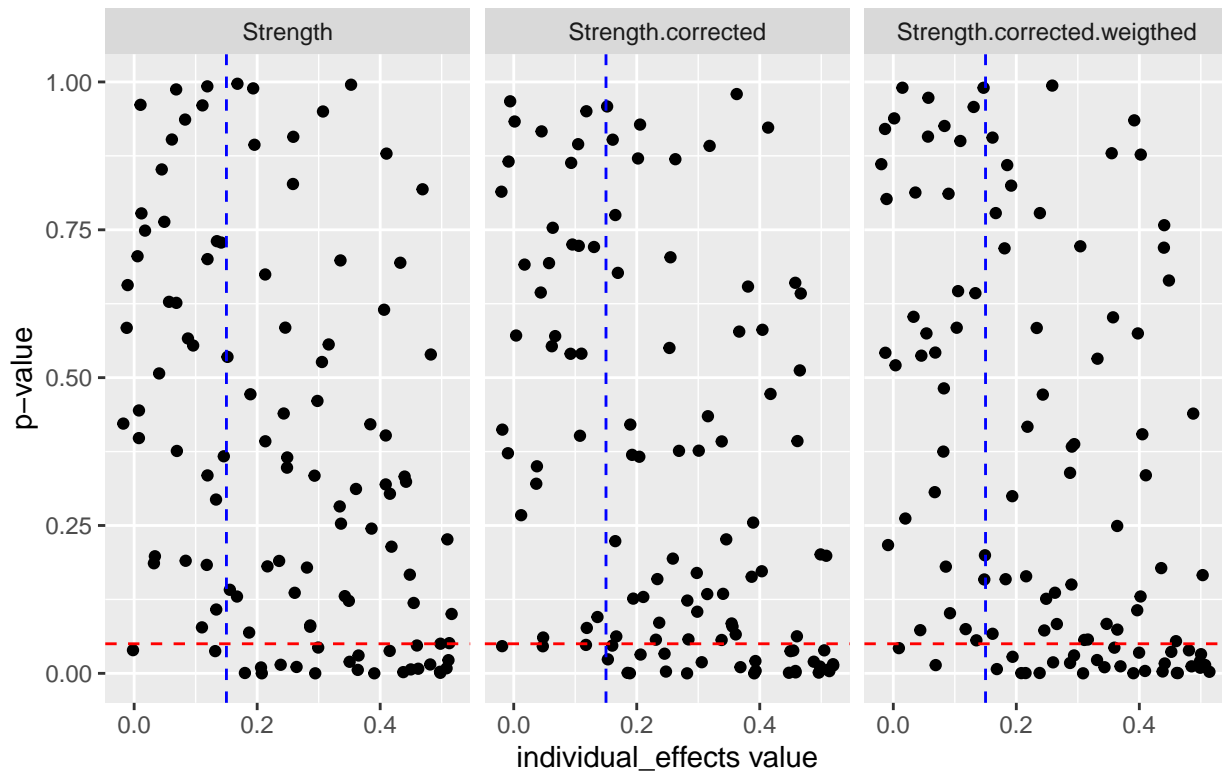 Strength Strength.corrected Strength.corrected.weigthed
1.00
0.75
0.50
0.25
0.00
p−value
0.0 0.2 0.4 0.0 0.2 0.4 0.0 0.2 0.4
individual_effects value